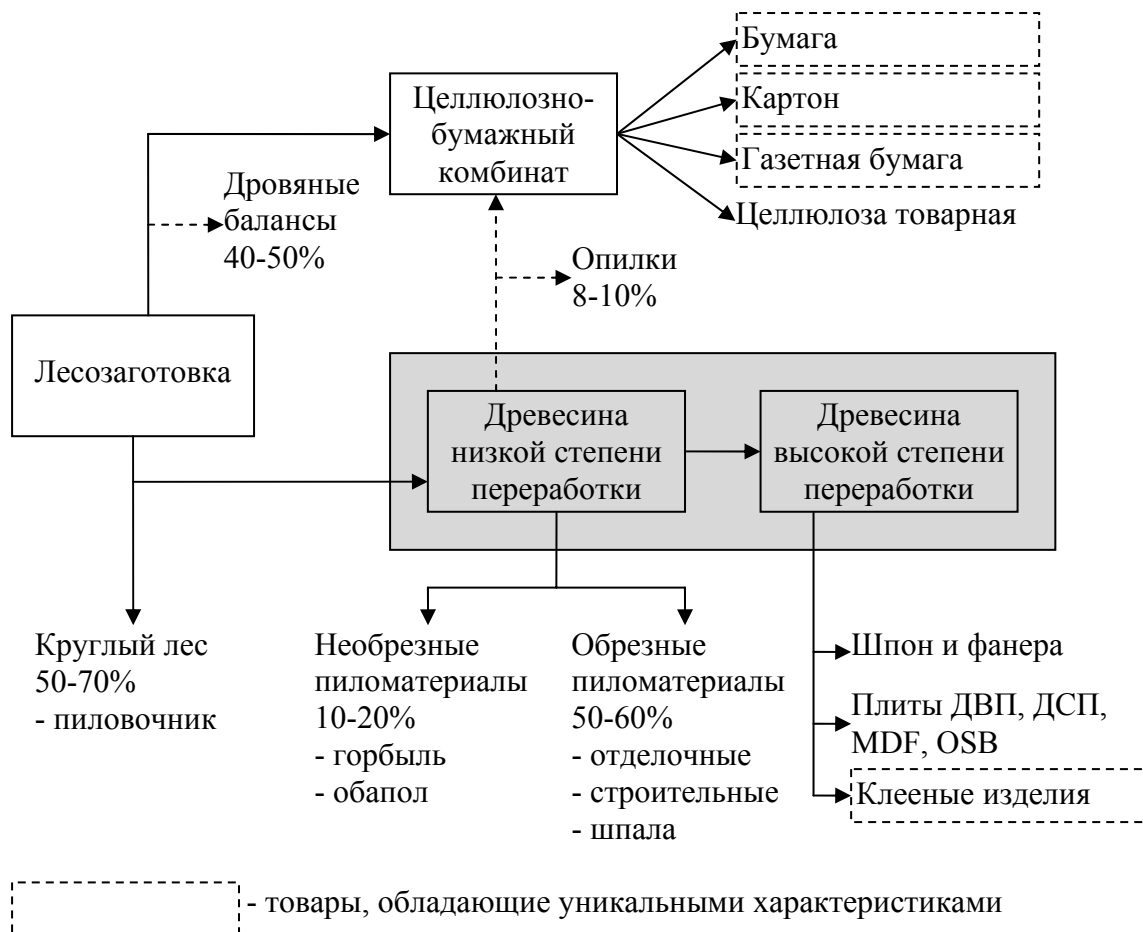 Бумага
Целлюлозно-
бумажный
комбинат
Картон
Газетная бумага
Целлюлоза товарная
Дровяные
балансы
40-50%
Опилки
8-10%
Лесозаготовка
Древесина
низкой степени
переработки
Древесина
высокой степени
переработки
Круглый лес
50-70%
- пиловочник
Необрезные
пиломатериалы
10-20%
- горбыль
- обапол
Обрезные
пиломатериалы
50-60%
- отделочные
- строительные
- шпала
Шпон и фанера
Плиты ДВП, ДСП,
MDF, OSB
Клееные изделия
- товары, обладающие уникальными характеристиками